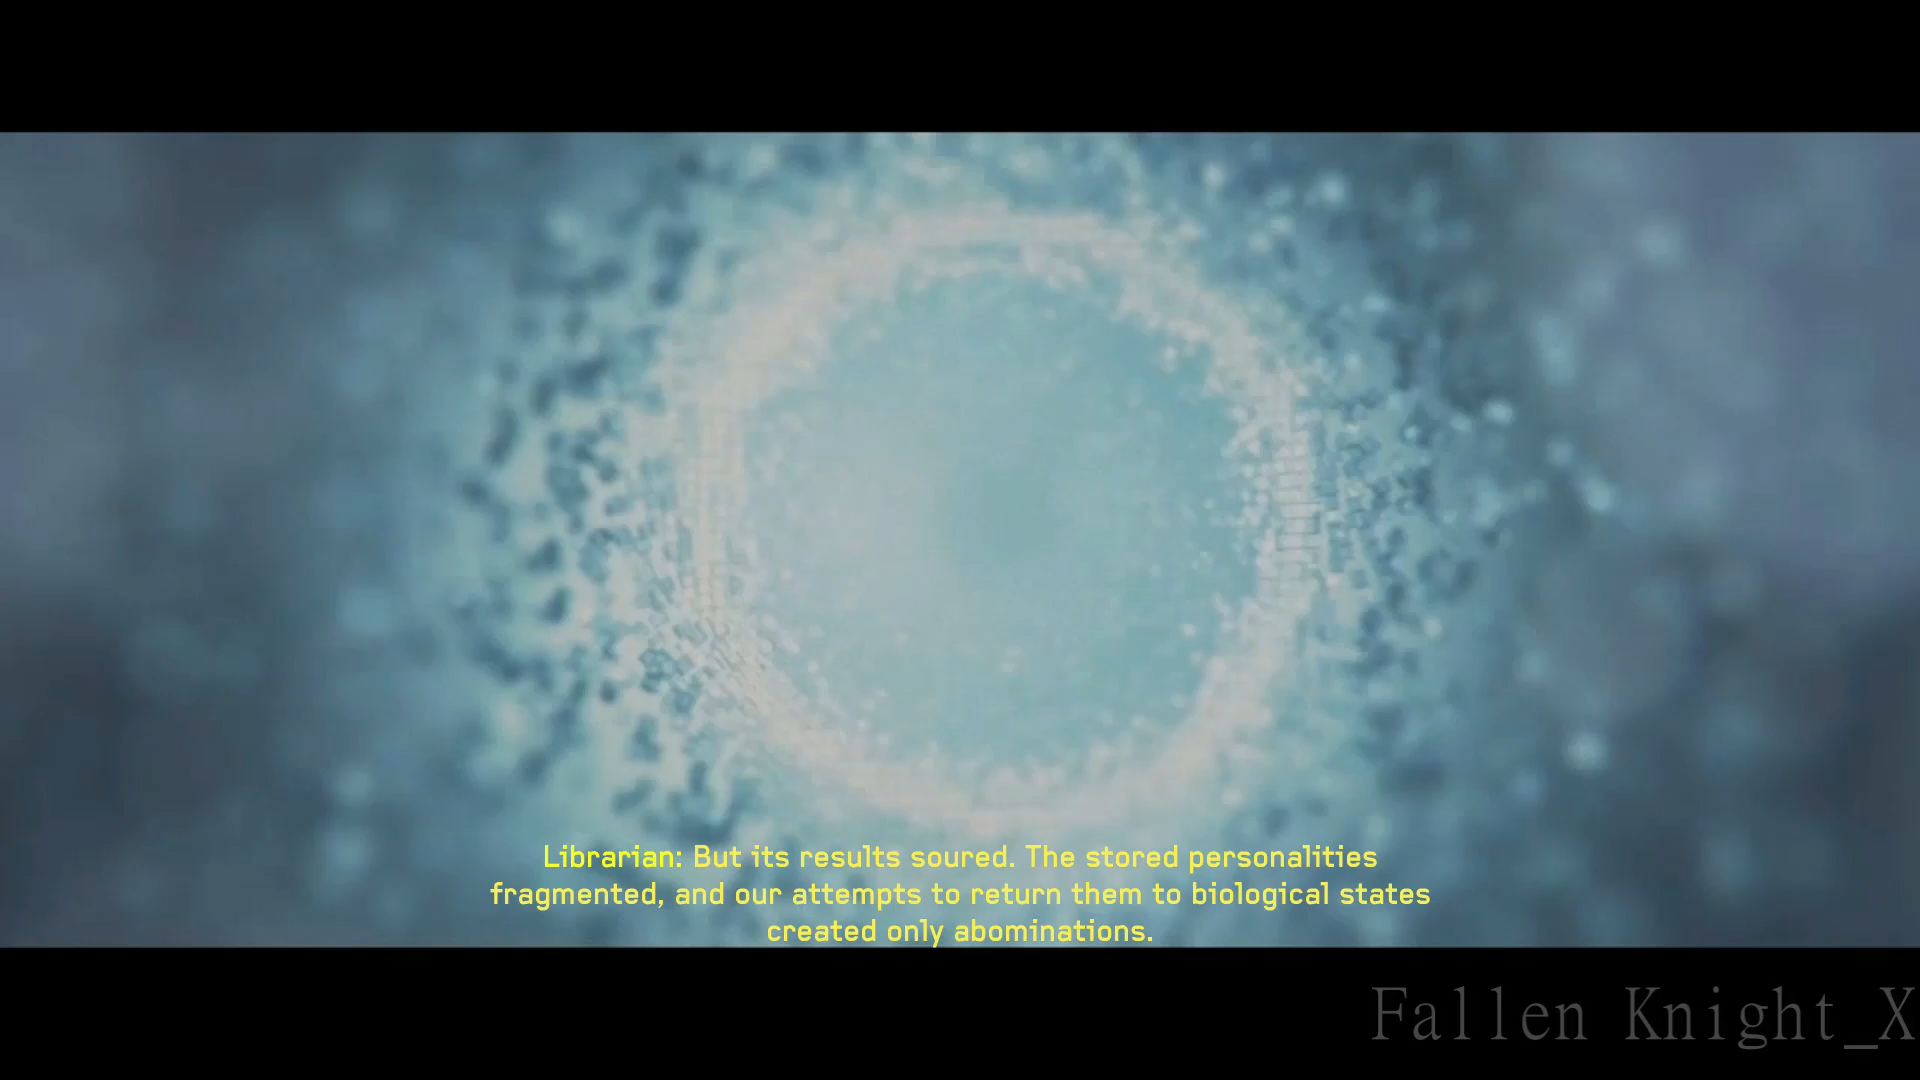 Librarian: But its results soured. The stored personalities
fragmented, and our attempts to return them to biological states
created only abominations.
Fallen Knight_X